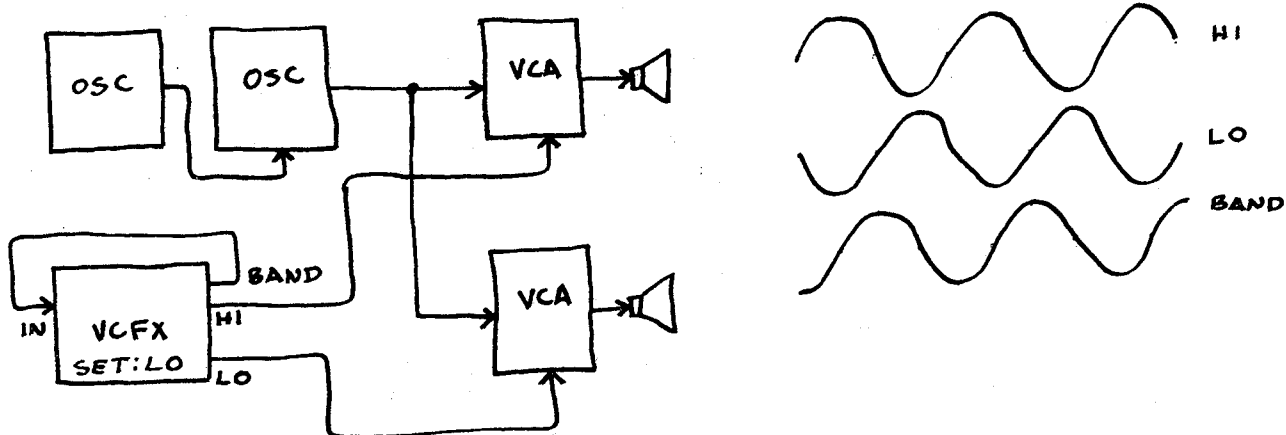 OSC
OSC
VCA
BAND
IN
HI
VCFX
SET:LO
LO
VCA
HI
LO
BAND